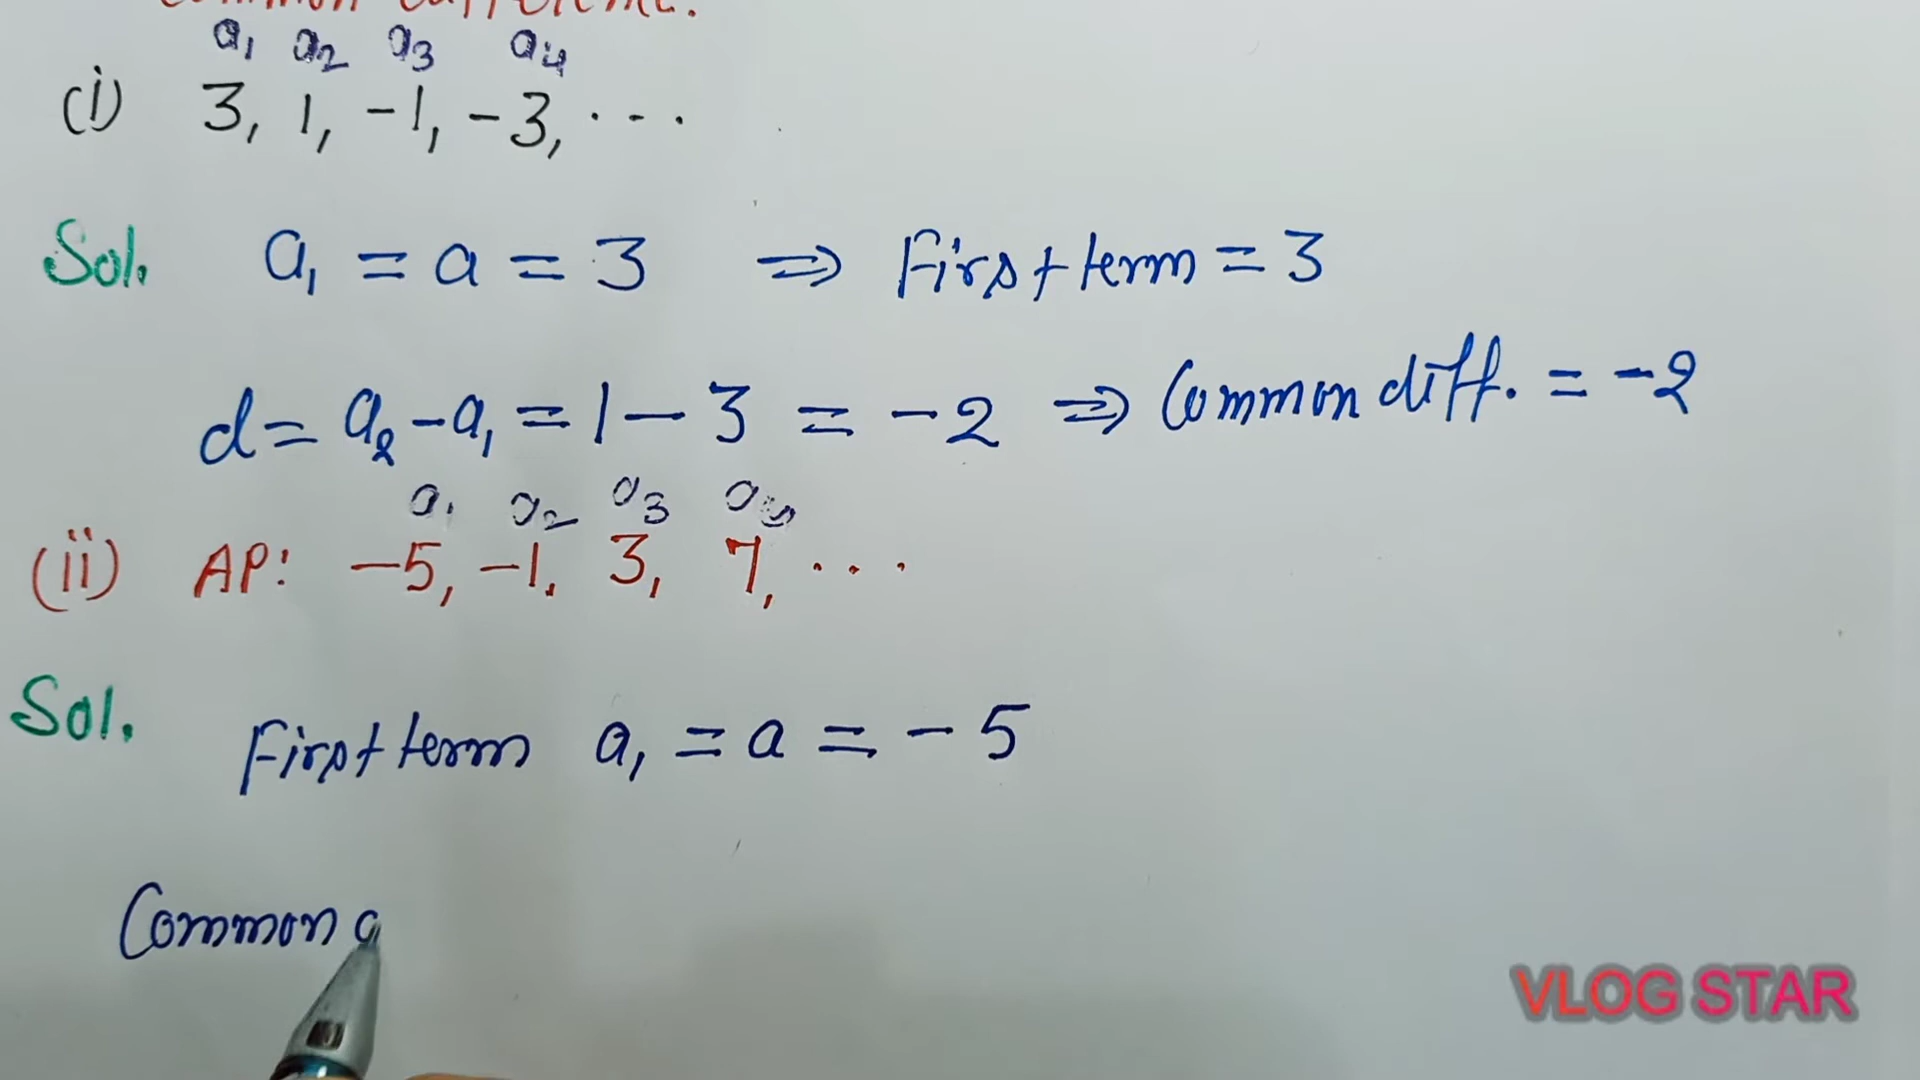 Common difference.
a1 a2 a3 a4
(i) 3, 1, -1, -3, ...
Sol. a1 = a = 3 ⇒ First term = 3
d = a2 - a1 = 1 - 3 = -2 ⇒ Common diff. = -2
a1 a2 a3 a4
(ii) AP: -5, -1, 3, 7, ...
Sol. First term a1 = a = -5
Common d
VLOG STAR